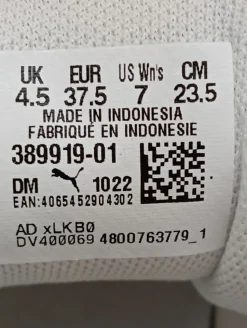 UK EUR US Wn's CM
4.5 37.5 7 23.5
MADE IN INDONESIA
FABRIQUÉ EN INDONESIE
389919-01
DM 1022
EAN:4065452904302
AD xLKB0
DV400069 4800763779_1